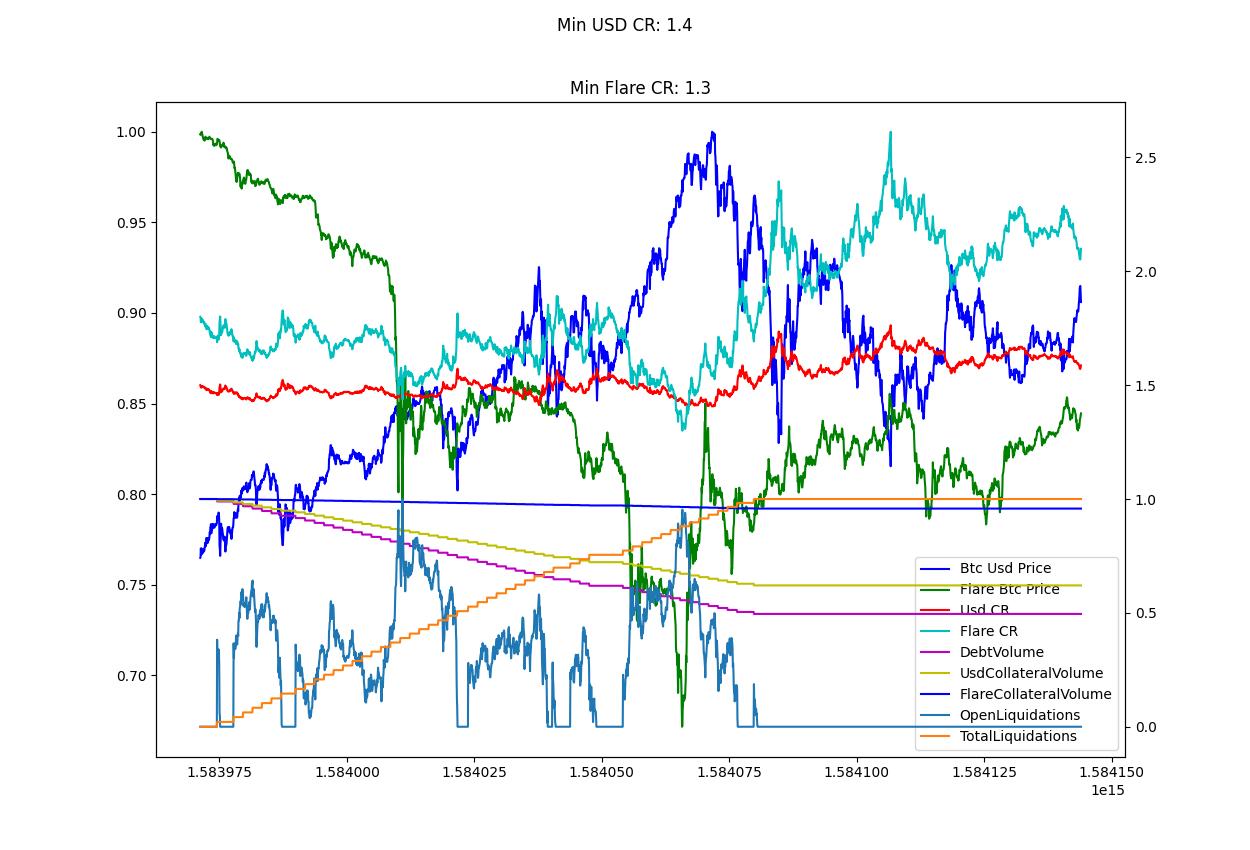 Min USD CR: 1.4
Min Flare CR: 1.3
1.00
0.95
0.90
0.85
0.80
0.75
0.70
2.5
2.0
1.5
1.0
0.5
0.0
Btc Usd Price
Flare Btc Price
Usd CR
Flare CR
DebtVolume
UsdCollateralVolume
FlareCollateralVolume
OpenLiquidations
TotalLiquidations
1.583975 1.584000 1.584025 1.584050 1.584075 1.584100 1.584125 1.584150
1e15